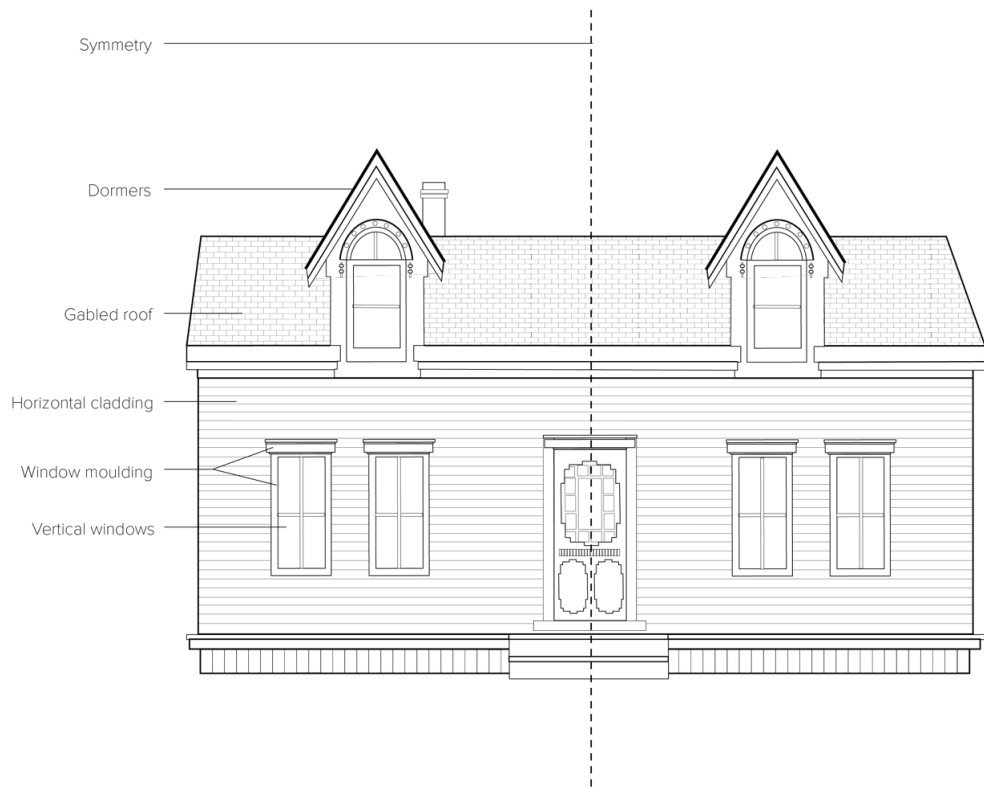 Symmetry
Dormers
Gabled roof
Horizontal cladding
Window moulding
Vertical windows